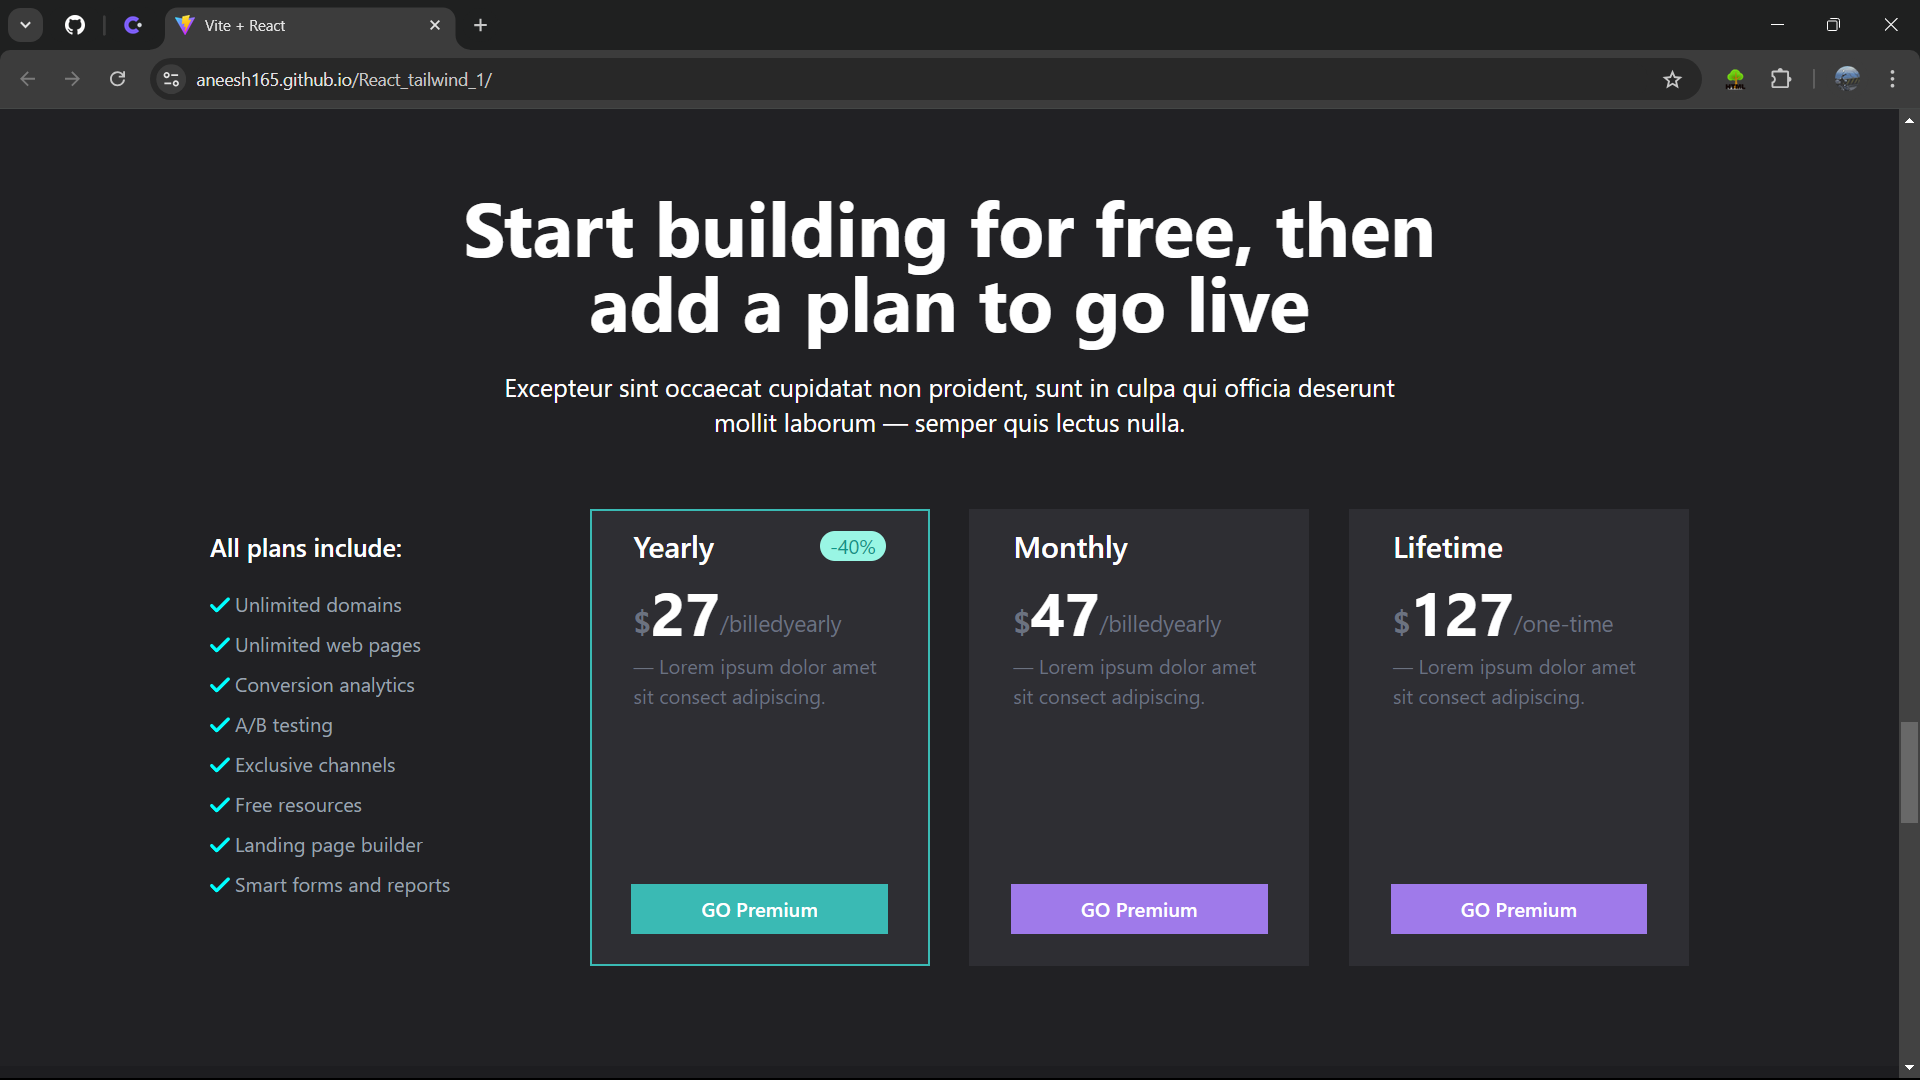 Vite + React
aneesh165.github.io/React_tailwind_1/
Start building for free, then
add a plan to go live
Excepteur sint occaecat cupidatat non proident, sunt in culpa qui officia deserunt
mollit laborum — semper quis lectus nulla.
All plans include:
Unlimited domains
Unlimited web pages
Conversion analytics
A/B testing
Exclusive channels
Free resources
Landing page builder
Smart forms and reports
Yearly
-40%
$27/billedyearly
— Lorem ipsum dolor amet
sit consect adipiscing.
GO Premium
Monthly
$47/billedyearly
— Lorem ipsum dolor amet
sit consect adipiscing.
GO Premium
Lifetime
$127/one-time
— Lorem ipsum dolor amet
sit consect adipiscing.
GO Premium